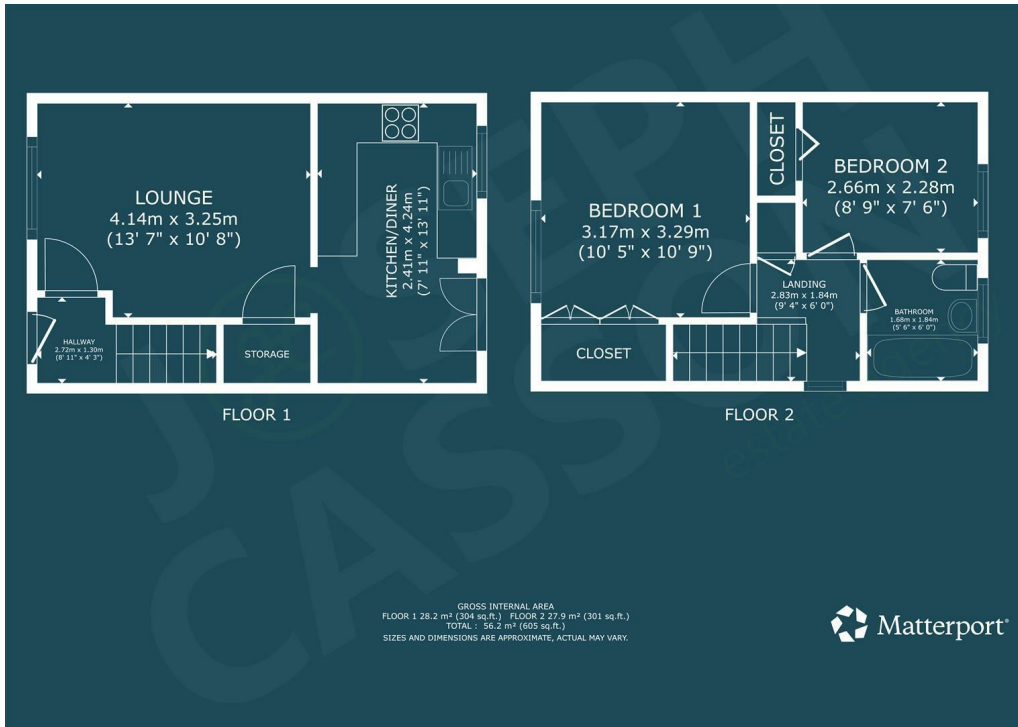 LOUNGE
4.14m x 3.25m
(13' 7" x 10' 8")
KITCHEN/DINER
2.41m x 4.24m
(7' 11" x 13' 11")
HALLWAY
2.72m x 1.30m
(8' 11" x 4' 3")
STORAGE
FLOOR 1
BEDROOM 1
3.17m x 3.29m
(10' 5" x 10' 9")
CLOSET
BEDROOM 2
2.66m x 2.28m
(8' 9" x 7' 6")
LANDING
2.83m x 1.84m
(9' 4" x 6' 0")
BATHROOM
1.68m x 1.84m
(5' 6" x 6' 0")
CLOSET
FLOOR 2
JOSEPH
CASSON
estate
GROSS INTERNAL AREA
FLOOR 1 28.2 m² (304 sq.ft.) FLOOR 2 27.9 m² (301 sq.ft.)
TOTAL : 56.2 m² (605 sq.ft.)
SIZES AND DIMENSIONS ARE APPROXIMATE, ACTUAL MAY VARY.
Matterport®